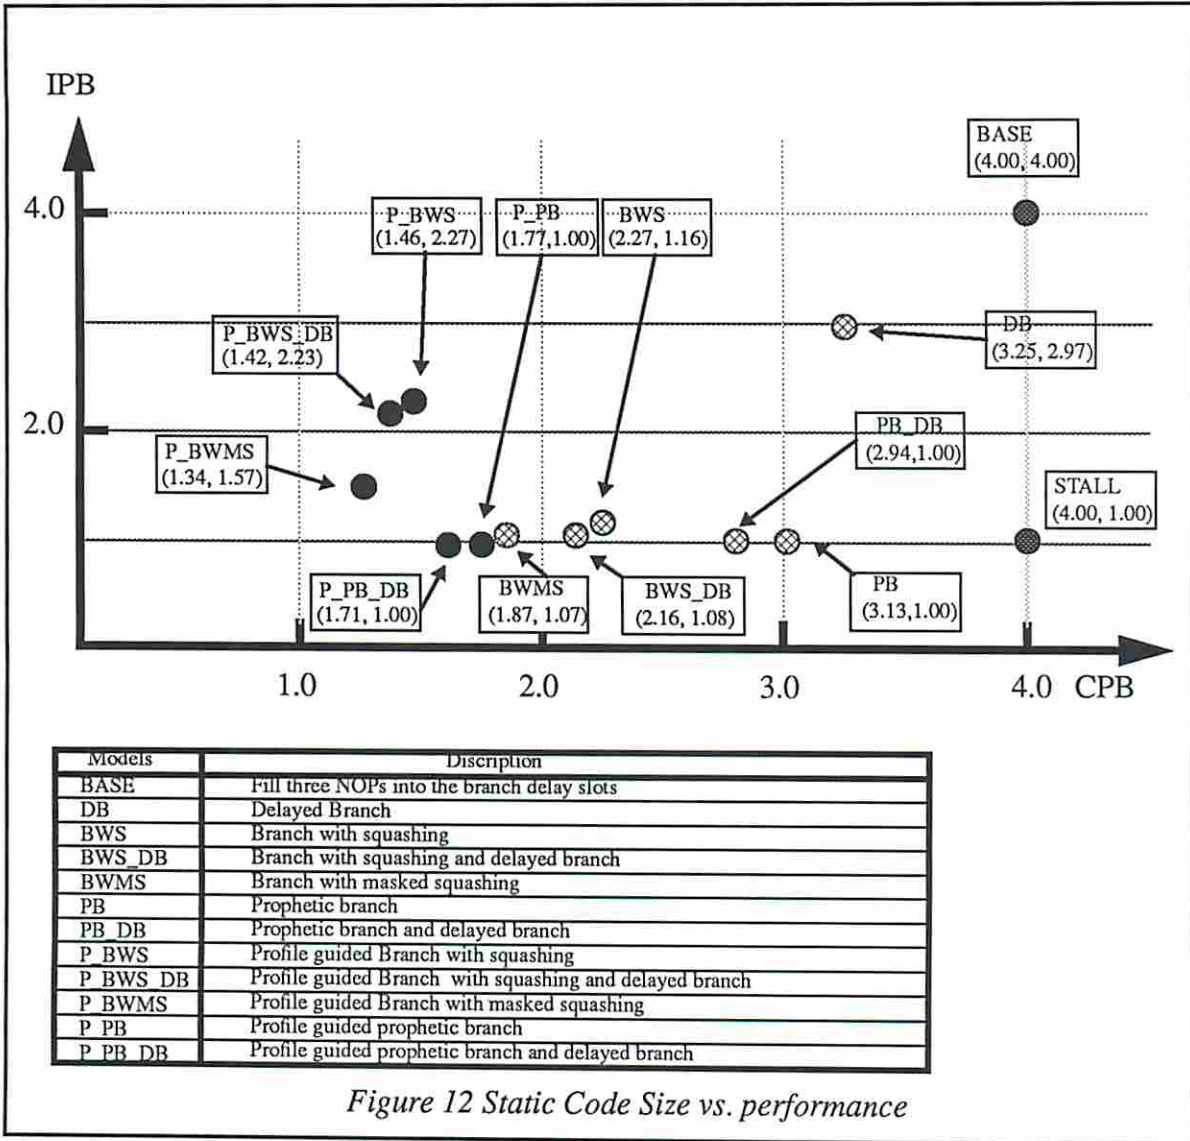 IPB
BASE
(4.00, 4.00)
4.0
P_BWS
(1.46, 2.27)
P_PB
(1.77,1.00)
BWS
(2.27, 1.16)
P_BWS_DB
(1.42, 2.23)
DB
(3.25, 2.97)
2.0
PB_DB
(2.94,1.00)
P_BWMS
(1.34, 1.57)
STALL
(4.00, 1.00)
P_PB_DB
(1.71, 1.00)
BWMS
(1.87, 1.07)
BWS_DB
(2.16, 1.08)
PB
(3.13,1.00)
1.0 2.0 3.0 4.0 CPB
Models Discription
BASE Fill three NOPs into the branch delay slots
DB Delayed Branch
BWS Branch with squashing
BWS_DB Branch with squashing and delayed branch
BWMS Branch with masked squashing
PB Prophetic branch
PB_DB Prophetic branch and delayed branch
P_BWS Profile guided Branch with squashing
P_BWS_DB Profile guided Branch with squashing and delayed branch
P_BWMS Profile guided Branch with masked squashing
P_PB Profile guided prophetic branch
P_PB_DB Profile guided prophetic branch and delayed branch
Figure 12 Static Code Size vs. performance